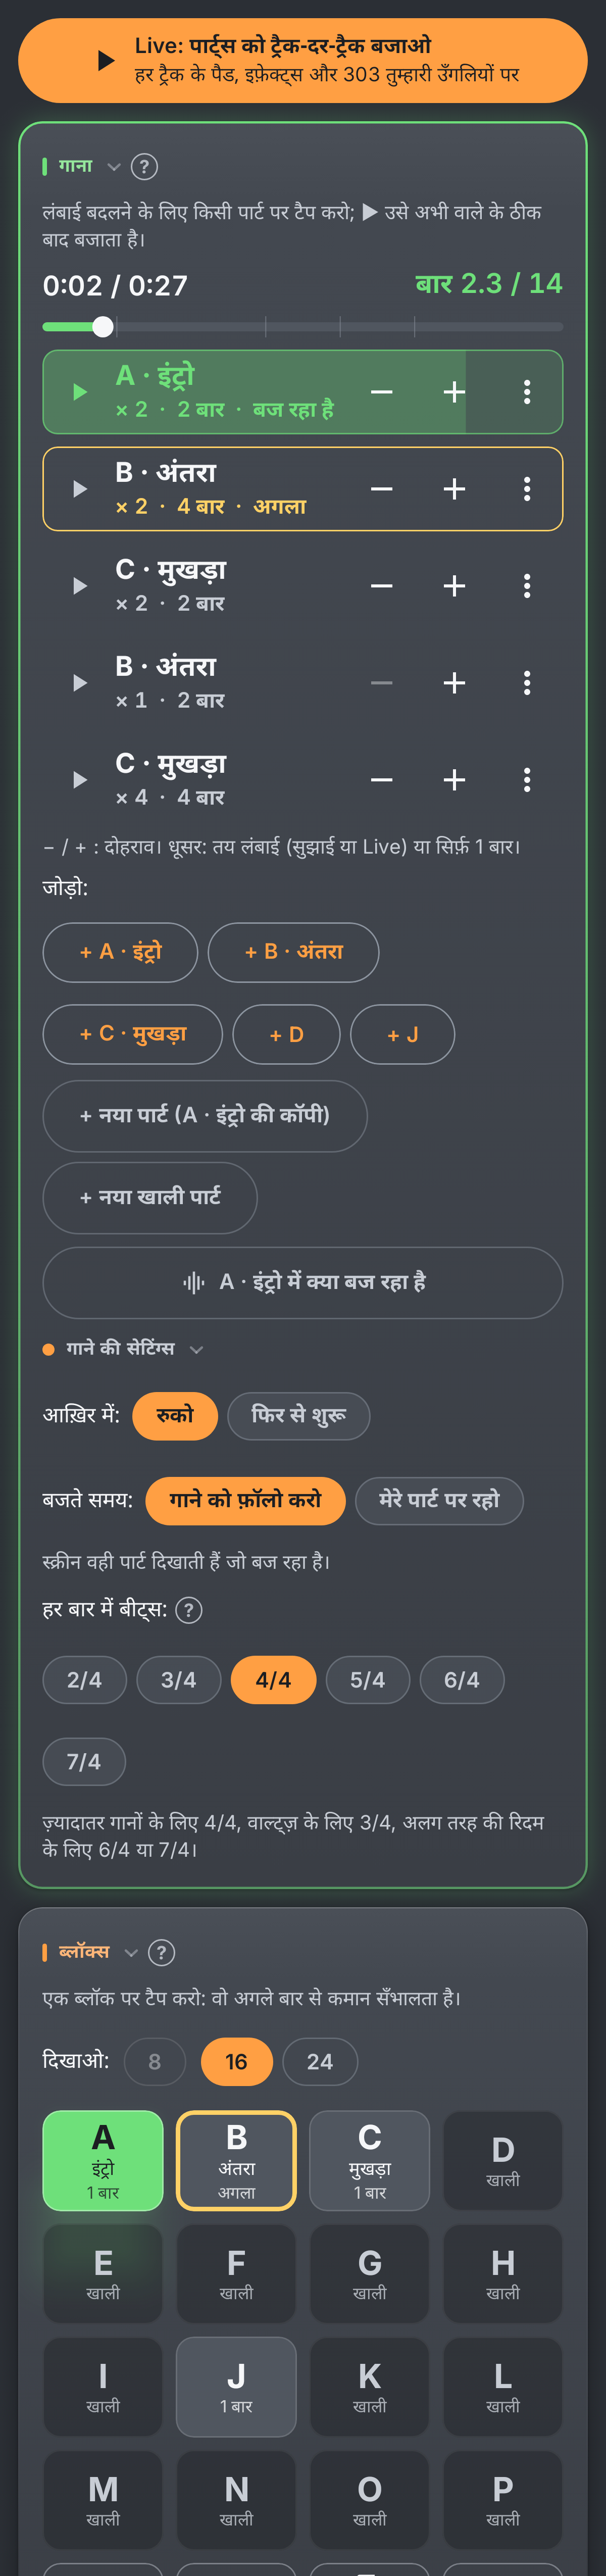 Live: पार्ट्स को ट्रैक-दर-ट्रैक बजाओ
हर ट्रैक के पैड, इफ़ेक्ट्स और 303 तुम्हारी उँगलियों पर
गाना ?
लंबाई बदलने के लिए किसी पार्ट पर टैप करो; ▶ उसे अभी वाले के ठीक
बाद बजाता है।
0:02 / 0:27 बार 2.3 / 14
A · इंट्रो
× 2 · 2 बार · बज रहा है
B · अंतरा
× 2 · 4 बार · अगला
C · मुखड़ा
× 2 · 2 बार
B · अंतरा
× 1 · 2 बार
C · मुखड़ा
× 4 · 4 बार
− / + : दोहराव। धूसर: तय लंबाई (सुझाई या Live) या सिर्फ़ 1 बार।
जोड़ो:
+ A · इंट्रो + B · अंतरा
+ C · मुखड़ा + D + J
+ नया पार्ट (A · इंट्रो की कॉपी)
+ नया खाली पार्ट
A · इंट्रो में क्या बज रहा है
गाने की सेटिंग्स
आख़िर में: रुको फिर से शुरू
बजते समय: गाने को फ़ॉलो करो मेरे पार्ट पर रहो
स्क्रीन वही पार्ट दिखाती हैं जो बज रहा है।
हर बार में बीट्स: ?
2/4 3/4 4/4 5/4 6/4
7/4
ज़्यादातर गानों के लिए 4/4, वाल्ट्ज़ के लिए 3/4, अलग तरह की रिदम
के लिए 6/4 या 7/4।
ब्लॉक्स ?
एक ब्लॉक पर टैप करो: वो अगले बार से कमान सँभालता है।
दिखाओ: 8 16 24
A B C D
इंट्रो अंतरा मुखड़ा खाली
1 बार अगला 1 बार
E F G H
खाली खाली खाली खाली
I J K L
खाली 1 बार खाली खाली
M N O P
खाली खाली खाली खाली